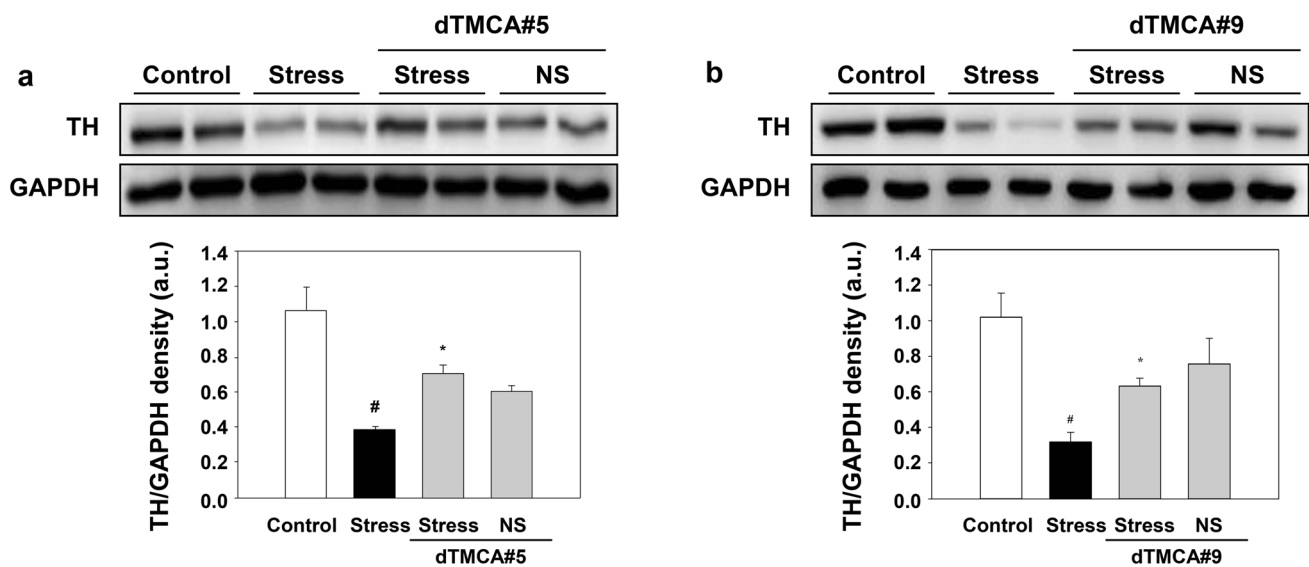 a
dTMCA#5
Control Stress Stress NS
TH
GAPDH
TH/GAPDH density (a.u.)
1.4
1.2
1.0
0.8
0.6
0.4
0.2
0.0
#
*
Control Stress Stress NS
dTMCA#5
b
dTMCA#9
Control Stress Stress NS
TH
GAPDH
TH/GAPDH density (a.u.)
1.4
1.2
1.0
0.8
0.6
0.4
0.2
0.0
#
*
Control Stress Stress NS
dTMCA#9